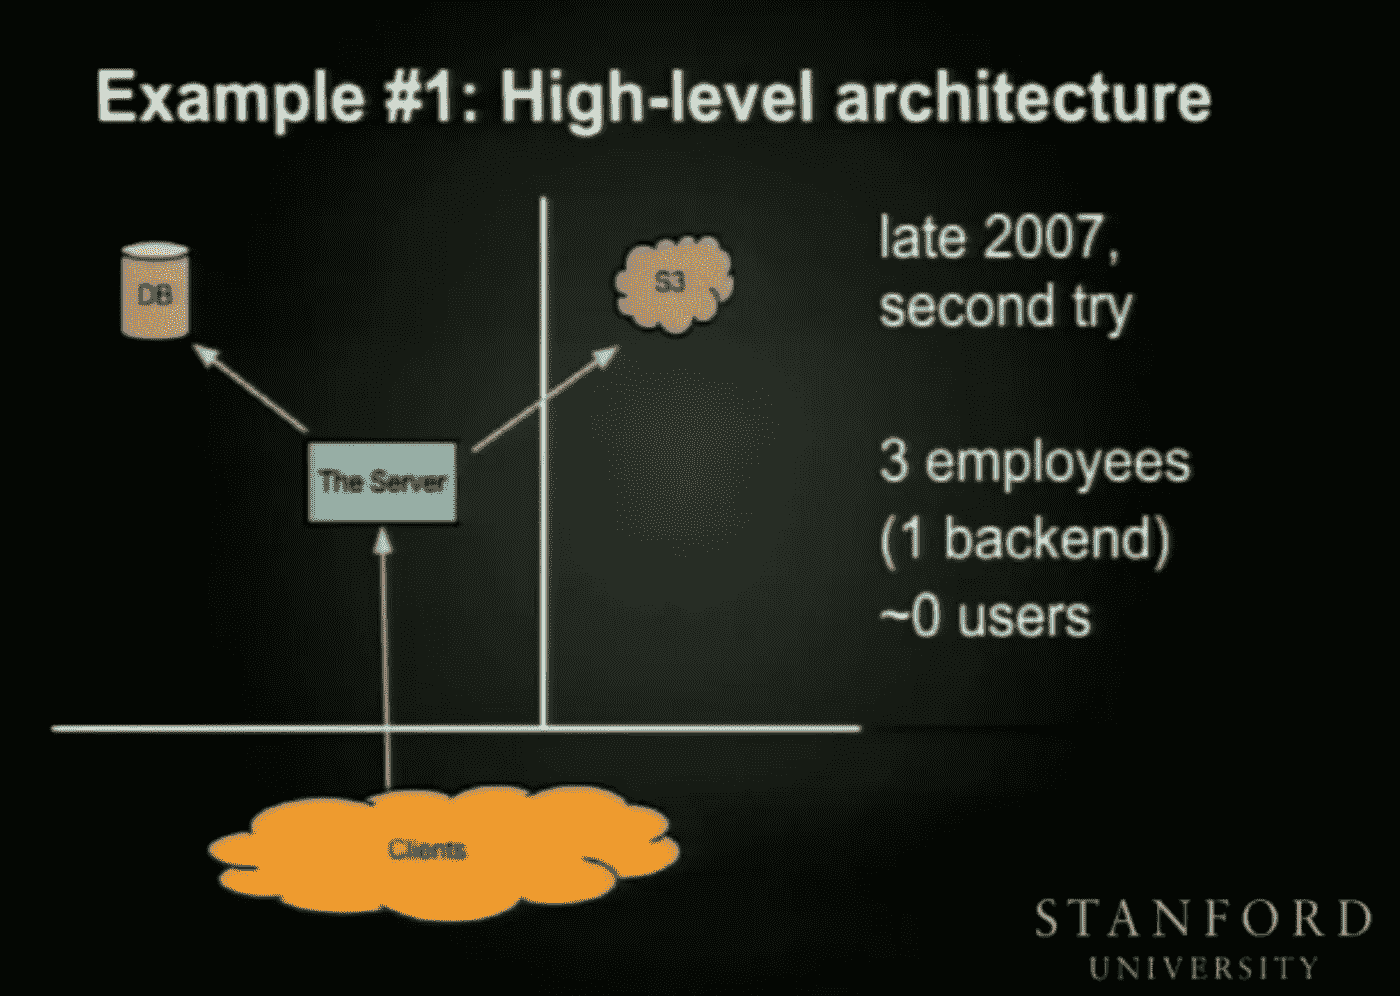 Example #1: High-level architecture
DB
S3
The Server
Clients
late 2007,
second try
3 employees
(1 backend)
~0 users
STANFORD
UNIVERSITY